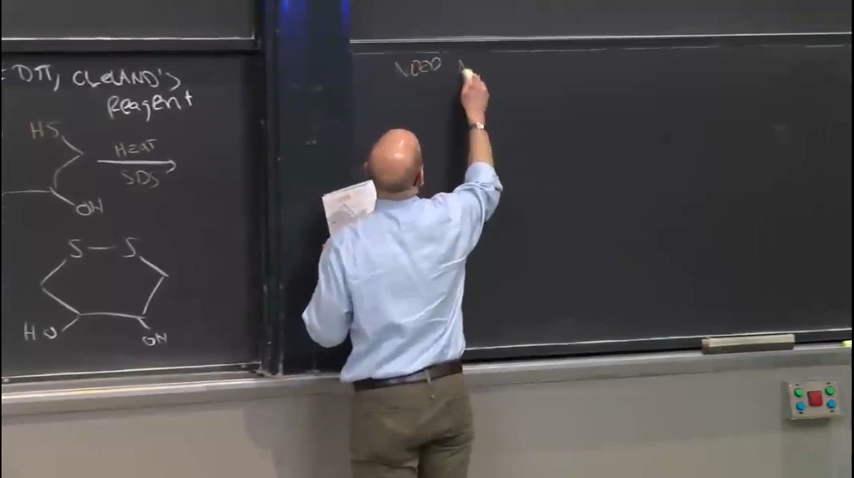 DTT, CLELAND'S
Reagent
HS
HEAT
SDS
OH
S—S
HO
OH